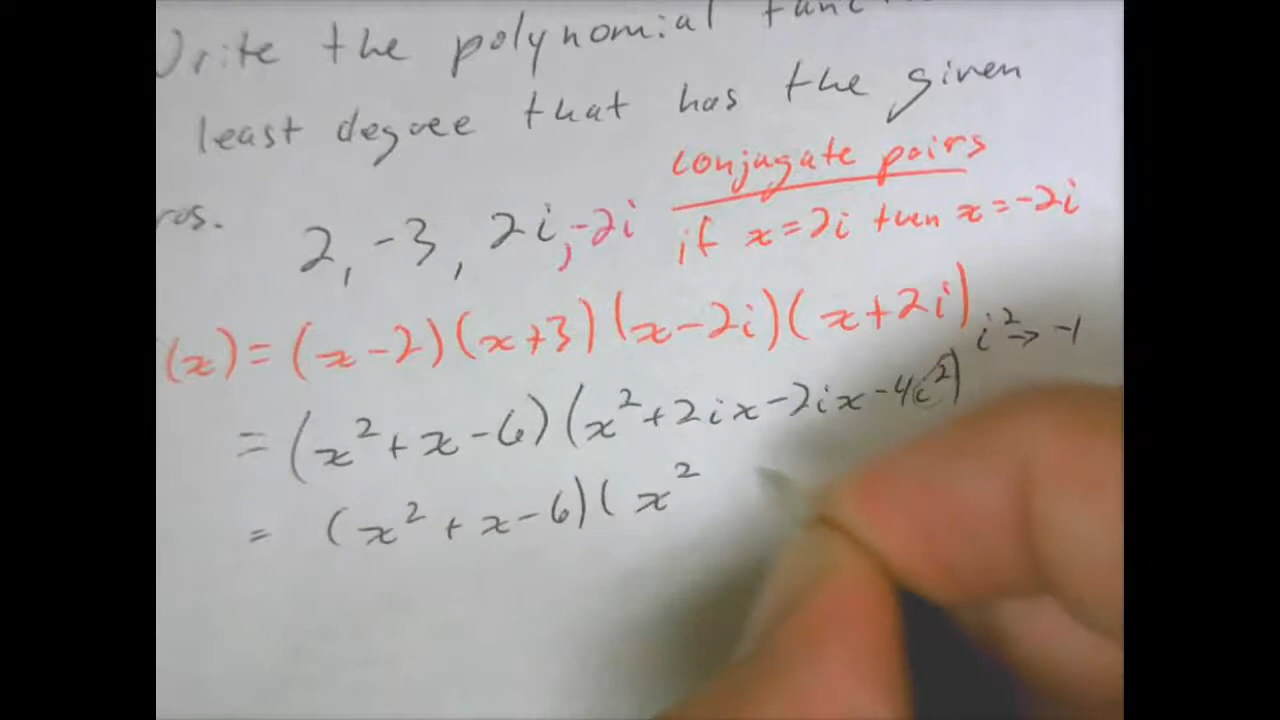 Write the polynomial
least degree that has the given
conjugate pairs
2, -3, 2i, -2i
if x=2i then x=-2i
(x) = (x-2)(x+3)(x-2i)(x+2i)
i² → -1
= (x²+x-6)(x²+2ix-2ix-4i²)
= (x²+x-6)(x²